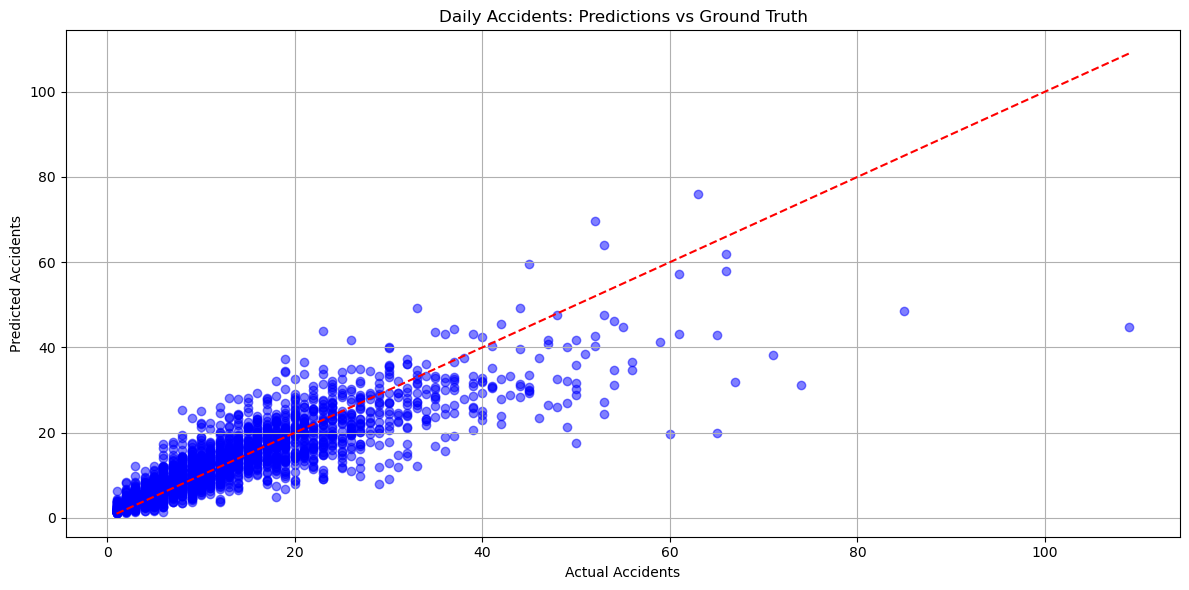 Daily Accidents: Predictions vs Ground Truth
Predicted Accidents
100
80
60
40
20
0
0 20 40 60 80 100
Actual Accidents